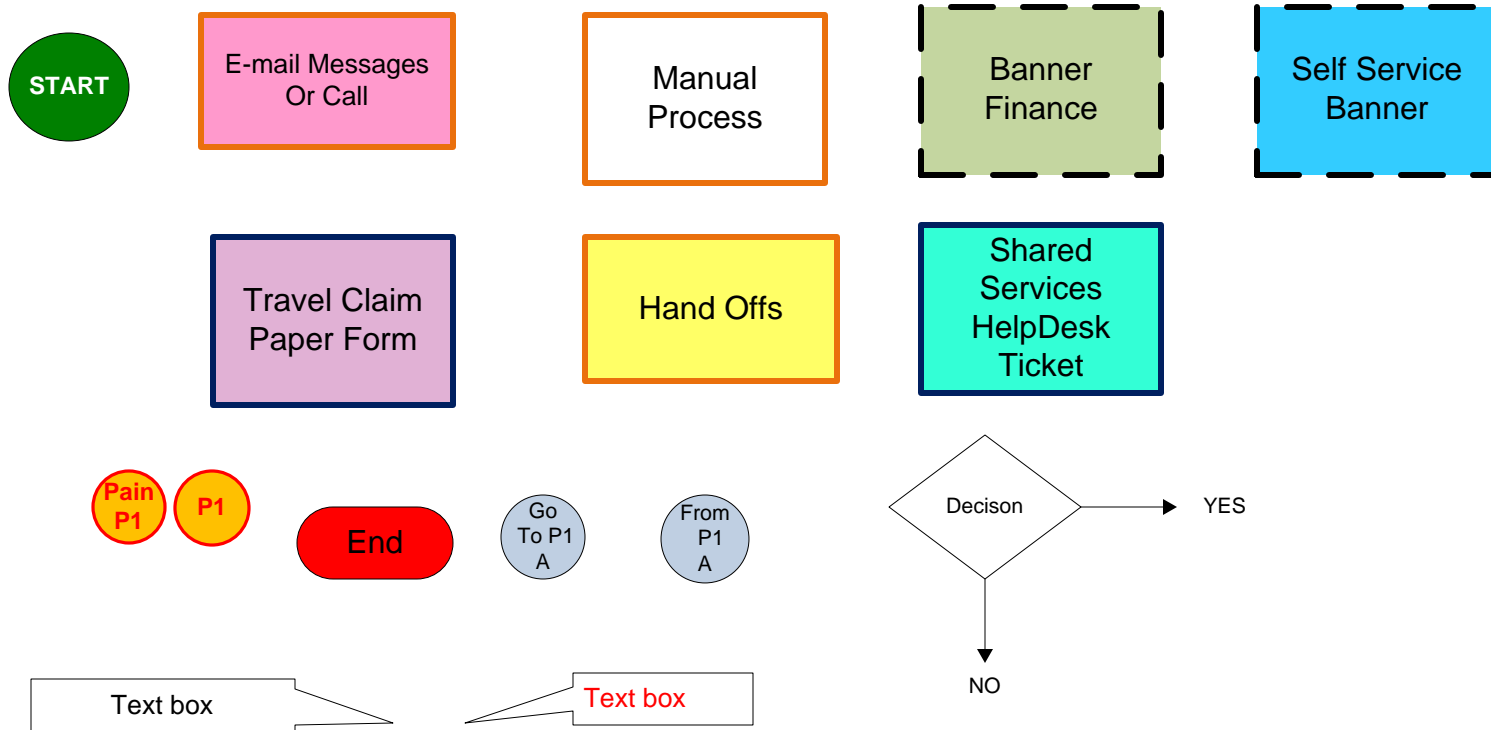 START
E-mail Messages
Or Call
Manual
Process
Banner
Finance
Self Service
Banner
Travel Claim
Paper Form
Hand Offs
Shared
Services
HelpDesk
Ticket
Pain
P1
P1
End
Go
To P1
A
From
P1
A
Decison
YES
NO
Text box
Text box